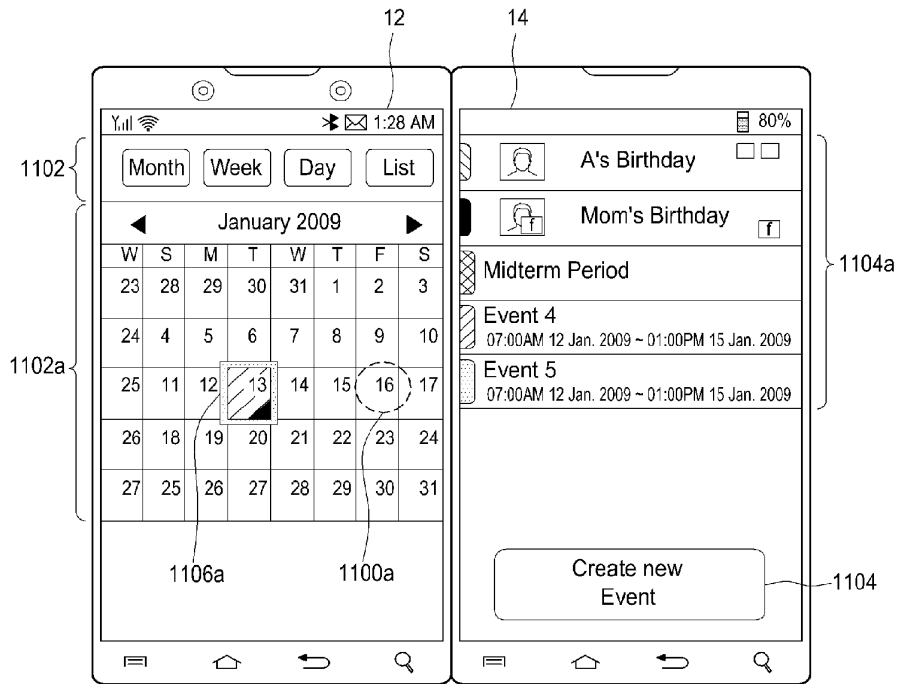 12
14
1:28 AM
80%
1102
Month Week Day List
A's Birthday
January 2009
f
Mom's Birthday
f
1104a
W S M T W T F S
23 28 29 30 31 1 2 3
Midterm Period
24 4 5 6 7 8 9 10
Event 4
07:00AM 12 Jan. 2009 ~ 01:00PM 15 Jan. 2009
1102a
25 11 12 13 14 15 16 17
Event 5
07:00AM 12 Jan. 2009 ~ 01:00PM 15 Jan. 2009
26 18 19 20 21 22 23 24
27 25 26 27 28 29 30 31
1106a
1100a
Create new
Event
1104